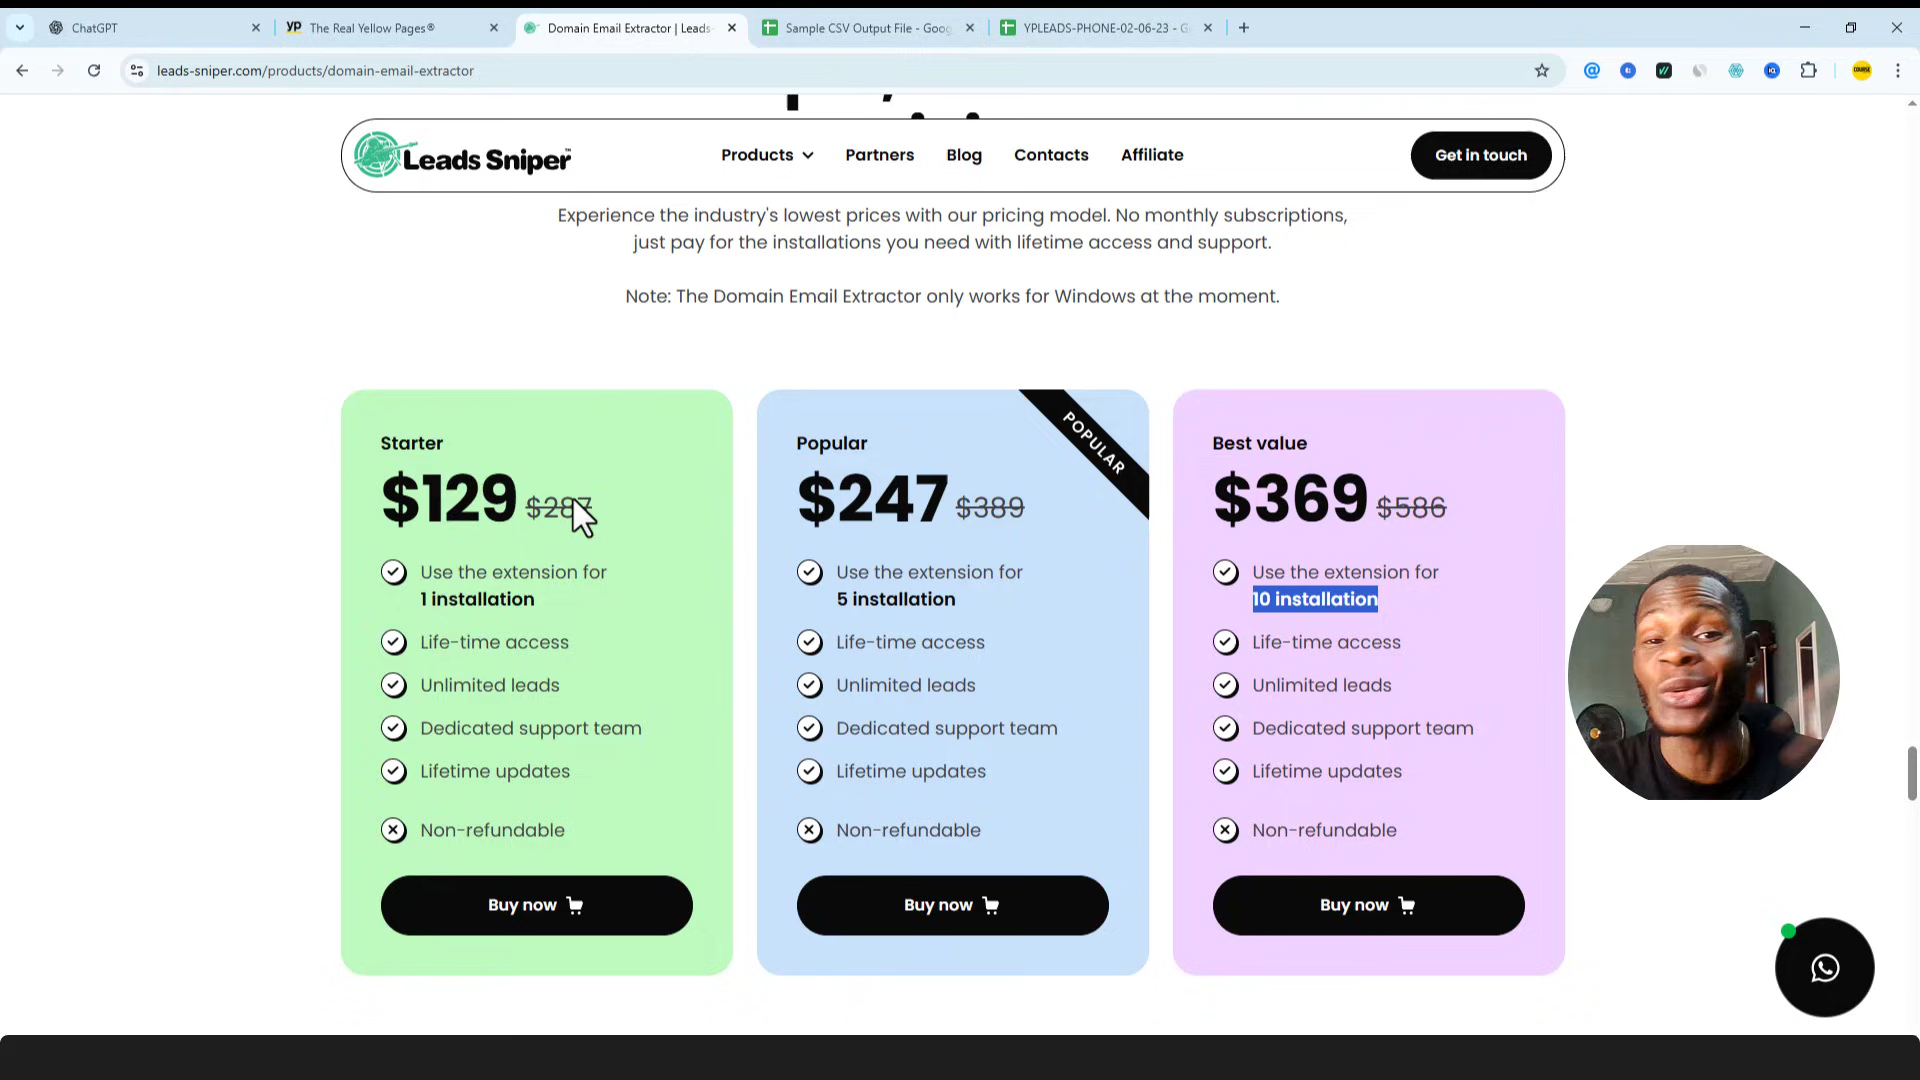 ChatGPT
YP The Real Yellow Pages®
Domain Email Extractor | Leads-
Sample CSV Output File - Goog
YPLEADS-PHONE-02-06-23 - G
leads-sniper.com/products/domain-email-extractor
COURSE
Leads Sniper™
Products
Partners
Blog
Contacts
Affiliate
Get in touch
Experience the industry's lowest prices with our pricing model. No monthly subscriptions,
just pay for the installations you need with lifetime access and support.
Note: The Domain Email Extractor only works for Windows at the moment.
Starter
$129 $287
Use the extension for
1 installation
Life-time access
Unlimited leads
Dedicated support team
Lifetime updates
Non-refundable
Buy now
POPULAR
Popular
$247 $389
Use the extension for
5 installation
Life-time access
Unlimited leads
Dedicated support team
Lifetime updates
Non-refundable
Buy now
Best value
$369 $586
Use the extension for
10 installation
Life-time access
Unlimited leads
Dedicated support team
Lifetime updates
Non-refundable
Buy now